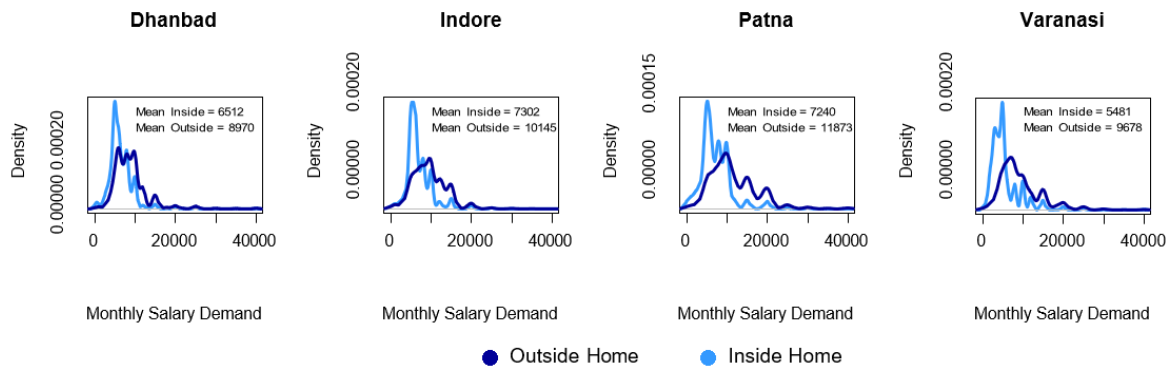 Dhanbad
Density
0.00000 0.00020
Mean Inside = 6512
Mean Outside = 8970
0 20000 40000
Monthly Salary Demand
Indore
Density
0.00000 0.00020
Mean Inside = 7302
Mean Outside = 10145
0 20000 40000
Monthly Salary Demand
Patna
Density
0.00000 0.00015
Mean Inside = 7240
Mean Outside = 11873
0 20000 40000
Monthly Salary Demand
Varanasi
Density
0.00000 0.00020
Mean Inside = 5481
Mean Outside = 9678
0 20000 40000
Monthly Salary Demand
Outside Home
Inside Home